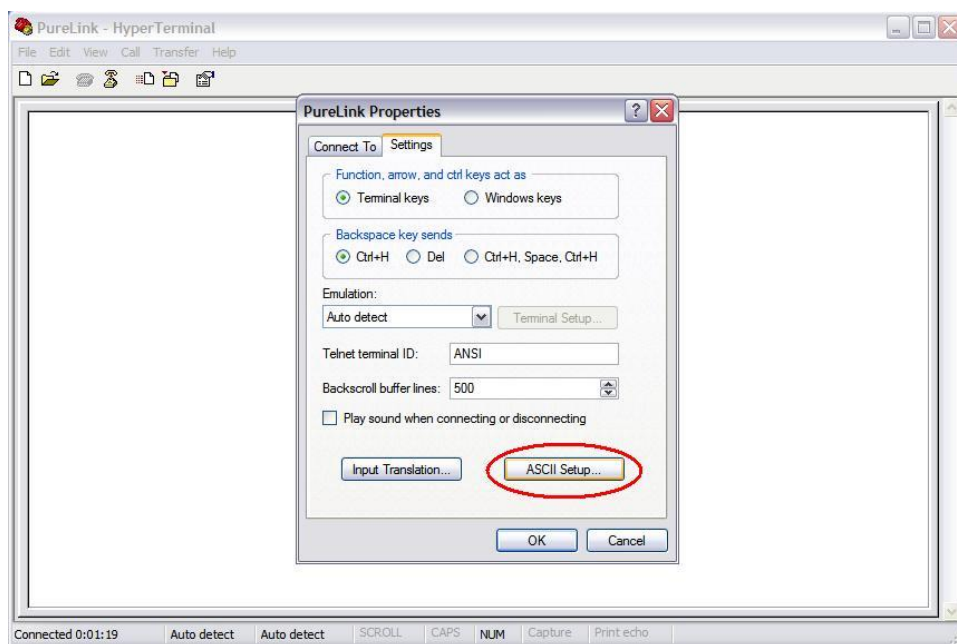 PureLink - HyperTerminal
File Edit View Call Transfer Help
PureLink Properties
Connect To Settings
Function, arrow, and ctrl keys act as
Terminal keys Windows keys
Backspace key sends
Ctrl+H Del Ctrl+H, Space, Ctrl+H
Emulation:
Auto detect Terminal Setup...
Telnet terminal ID: ANSI
Backscroll buffer lines: 500
Play sound when connecting or disconnecting
Input Translation... ASCII Setup...
OK Cancel
Connected 0:01:19 Auto detect Auto detect SCROLL CAPS NUM Capture Print echo